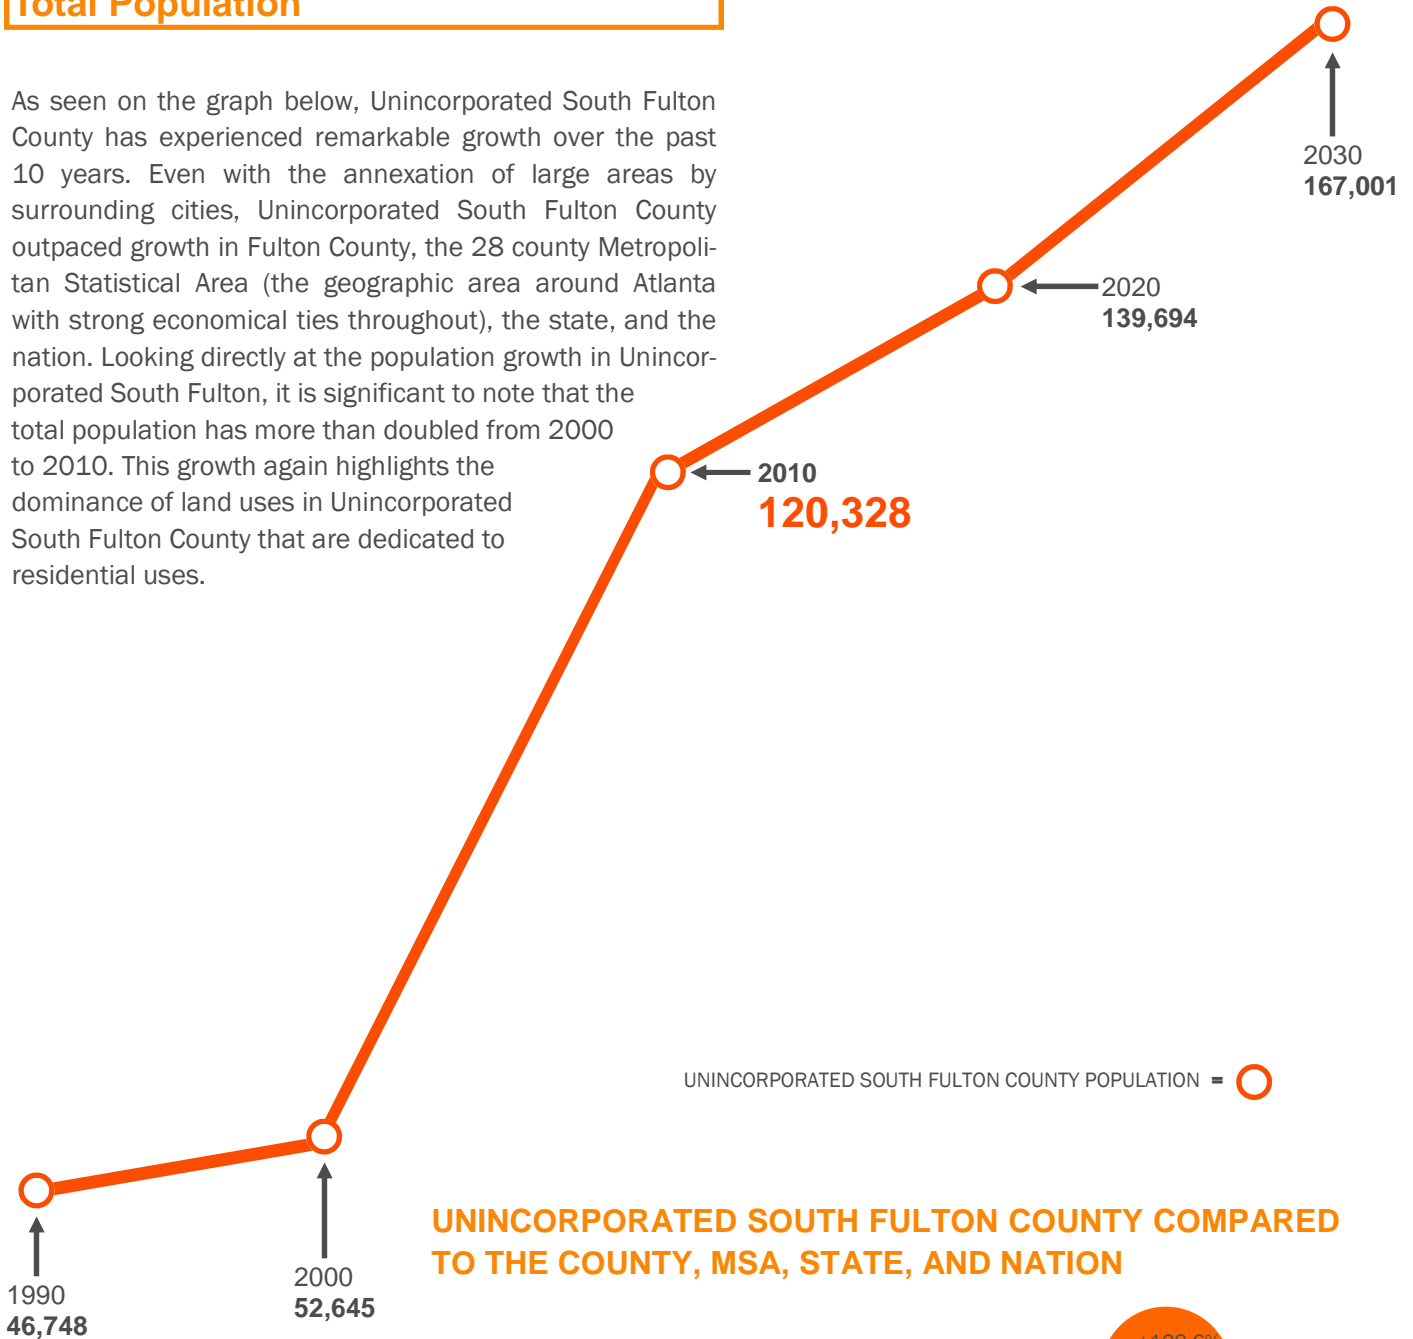 Total Population
As seen on the graph below, Unincorporated South Fulton
County has experienced remarkable growth over the past
10 years. Even with the annexation of large areas by
surrounding cities, Unincorporated South Fulton County
outpaced growth in Fulton County, the 28 county Metropoli-
tan Statistical Area (the geographic area around Atlanta
with strong economical ties throughout), the state, and the
nation. Looking directly at the population growth in Unincor-
porated South Fulton, it is significant to note that the
total population has more than doubled from 2000
to 2010. This growth again highlights the
dominance of land uses in Unincorporated
South Fulton County that are dedicated to
residential uses.
2030
167,001
2020
139,694
2010
120,328
UNINCORPORATED SOUTH FULTON COUNTY POPULATION =
2000
52,645
1990
46,748
UNINCORPORATED SOUTH FULTON COUNTY COMPARED
TO THE COUNTY, MSA, STATE, AND NATION